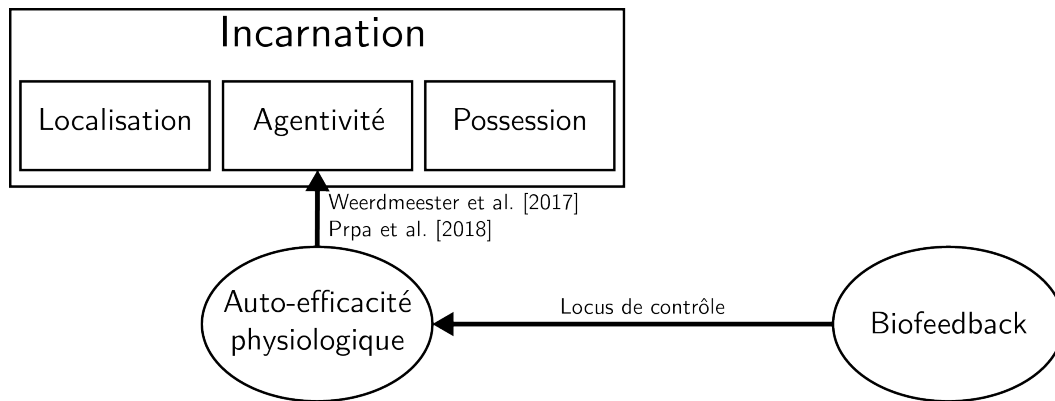 Incarnation
Localisation
Agentivité
Possession
Weerdmeester et al. [2017]
Prpa et al. [2018]
Auto-efficacité
physiologique
Locus de contrôle
Biofeedback